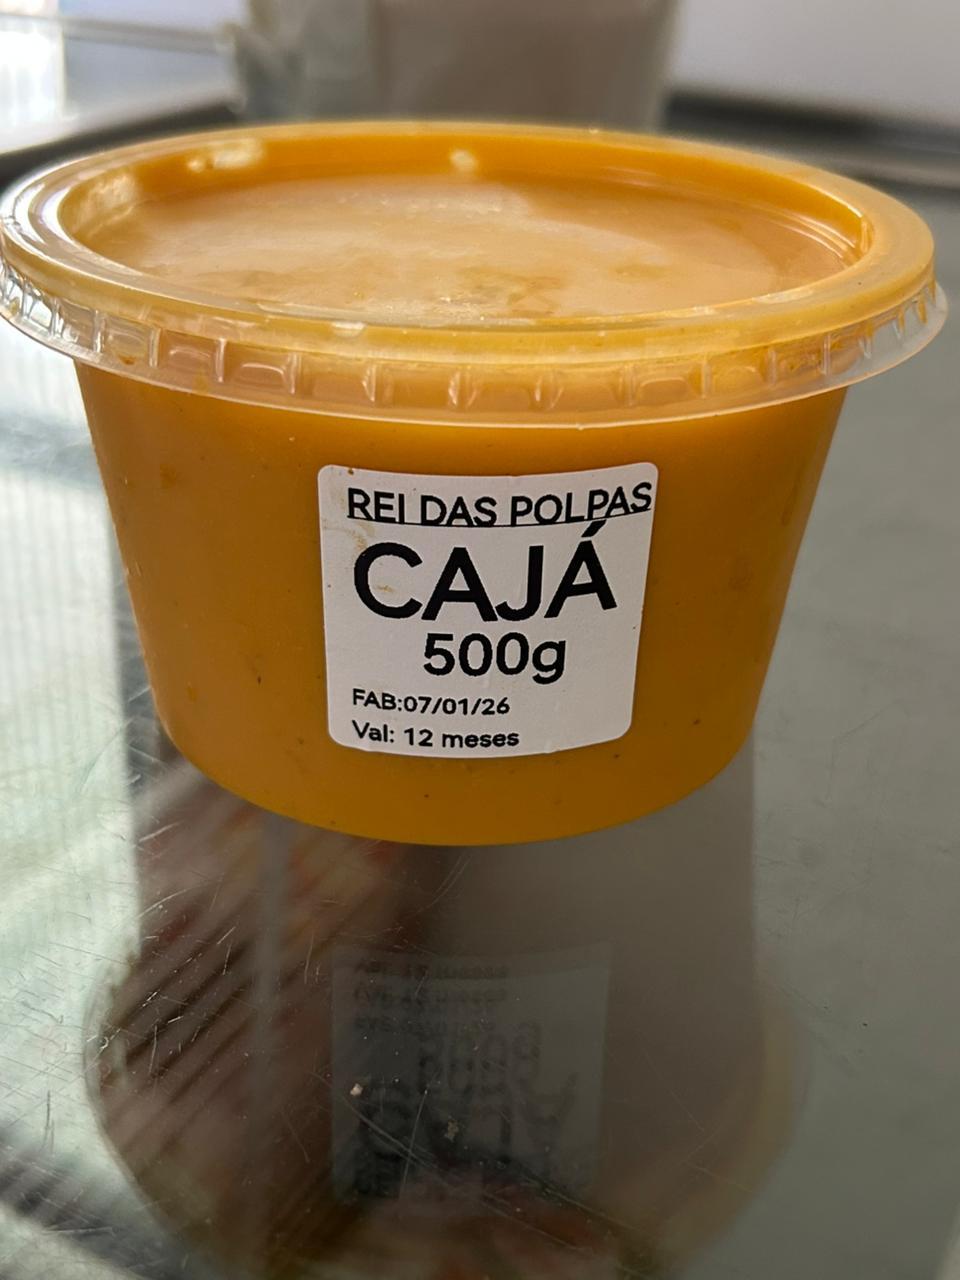 REI DAS POLPAS
CAJÁ
500g
FAB:07/01/26
Val: 12 meses